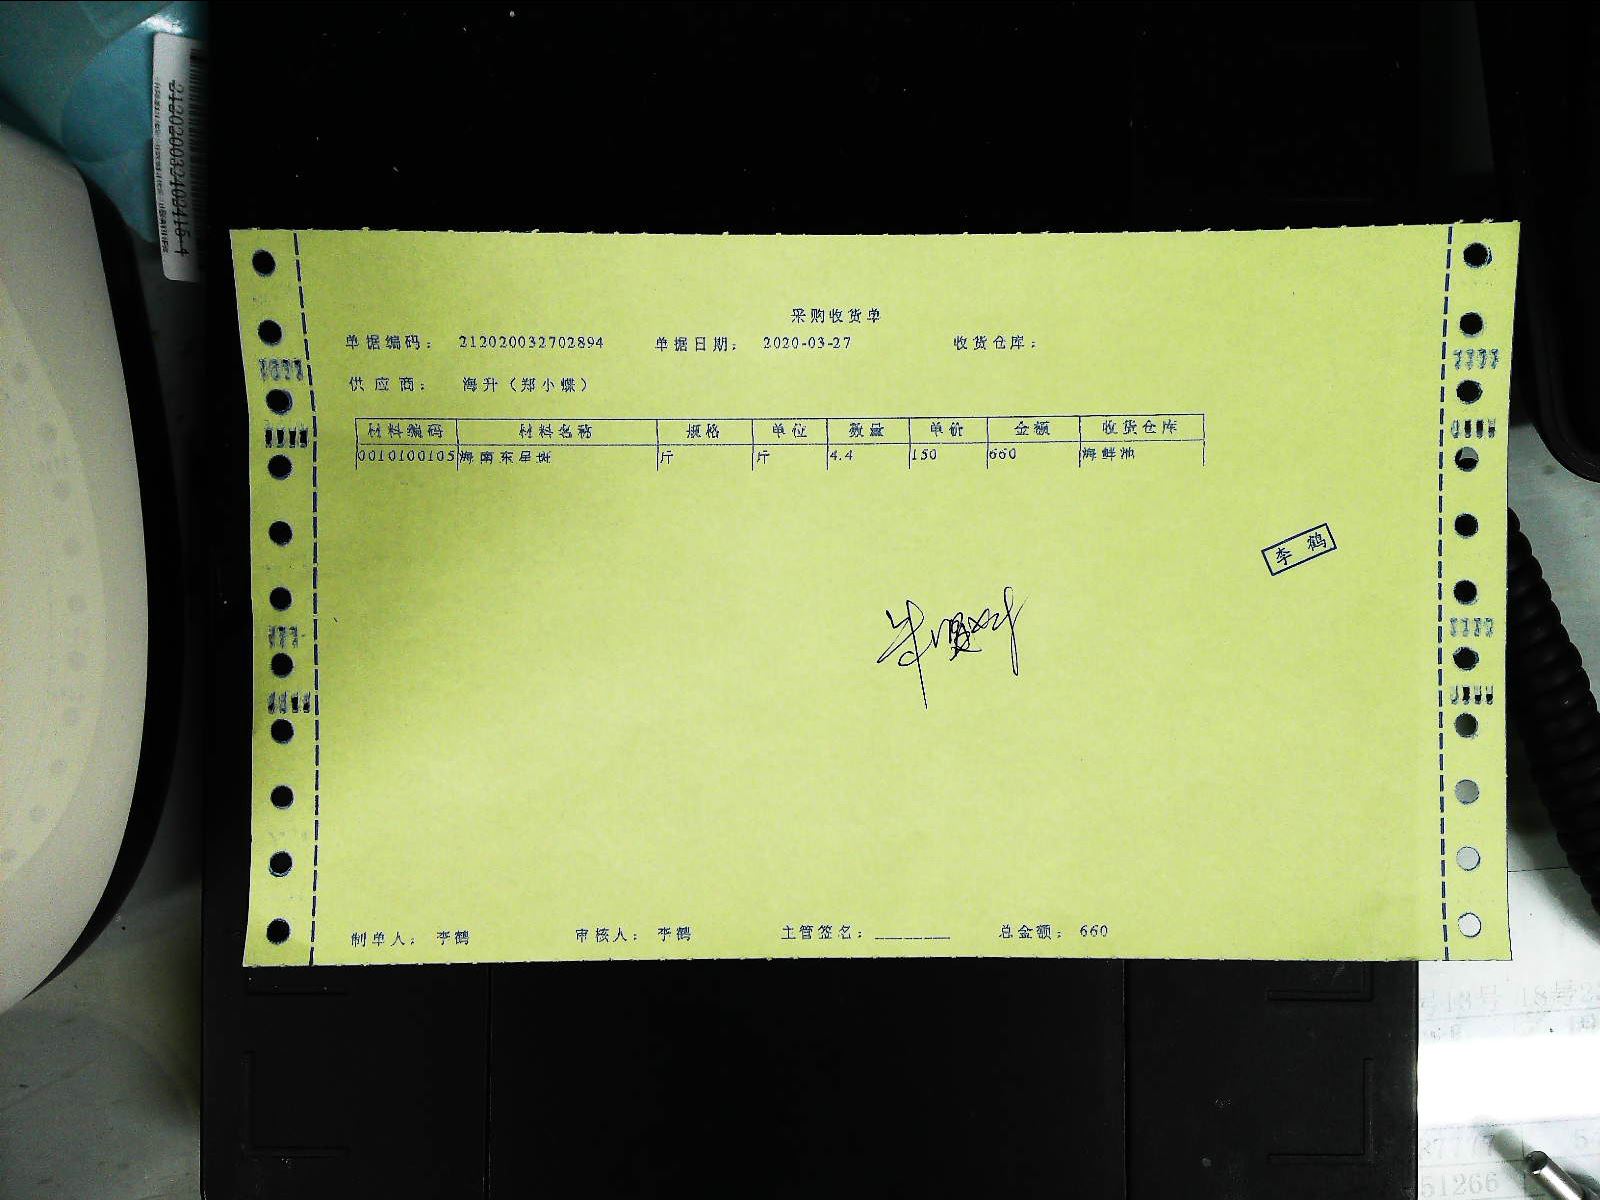 采购收货单
单据编码： 212020032702894 单据日期： 2020-03-27 收货仓库：
供应商： 海升（郑小蝶）
材料编码 材料名称 规格 单位 数量 单价 金额 收货仓库
0010100105 海南东星斑 斤 斤 4.4 150 660 海鲜池
李鹤
制单人： 李鹤 审核人： 李鹤 主管签名：________ 总金额： 660